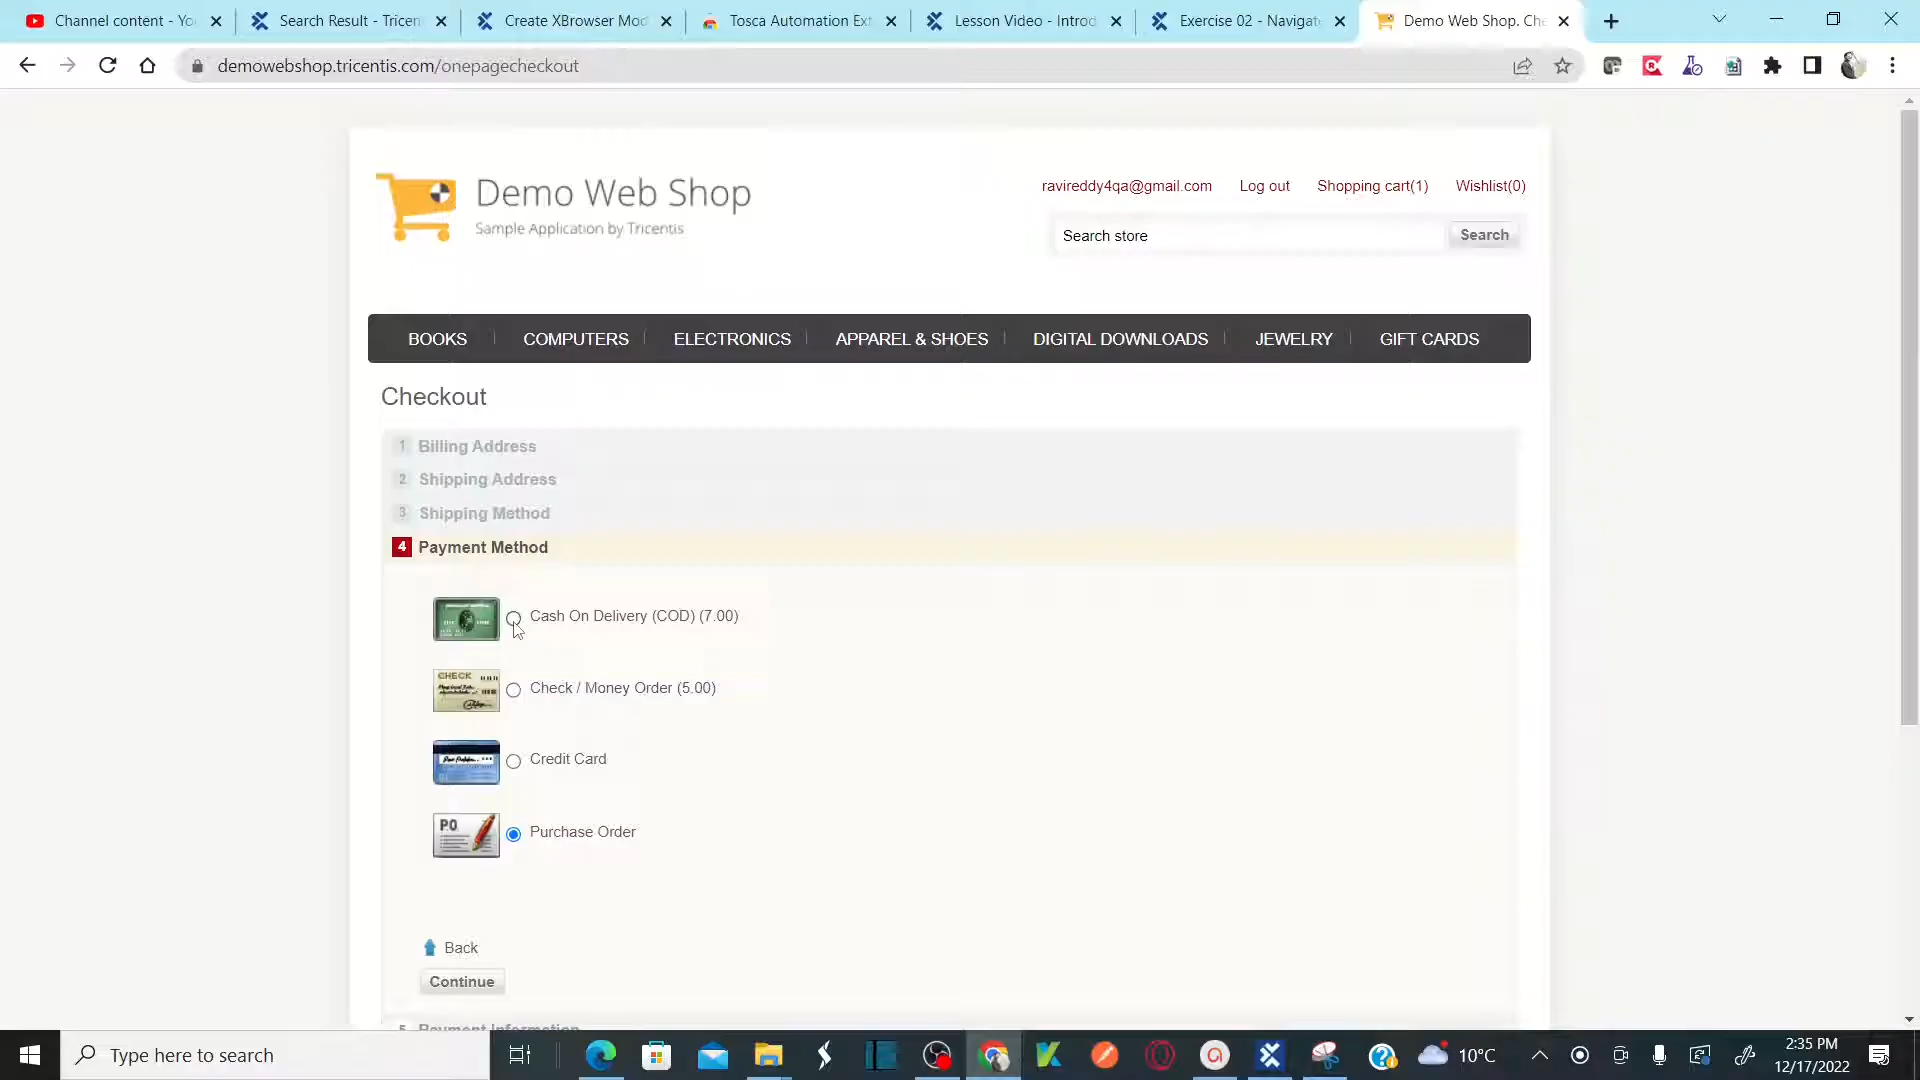 Channel content - Yo
Search Result - Tricen
Create XBrowser Mod
Tosca Automation Ext
Lesson Video - Introd
Exercise 02 - Navigate
Demo Web Shop. Che
demowebshop.tricentis.com/onepagecheckout
Demo Web Shop
Sample Application by Tricentis
ravireddy4qa@gmail.com Log out Shopping cart(1) Wishlist(0)
Search store Search
BOOKS COMPUTERS ELECTRONICS APPAREL & SHOES DIGITAL DOWNLOADS JEWELRY GIFT CARDS
Checkout
1 Billing Address
2 Shipping Address
3 Shipping Method
4 Payment Method
Cash On Delivery (COD) (7.00)
CHECK
Check / Money Order (5.00)
Credit Card
PO
Purchase Order
Back
Continue
5 Payment Information
Type here to search
10°C
2:35 PM
12/17/2022